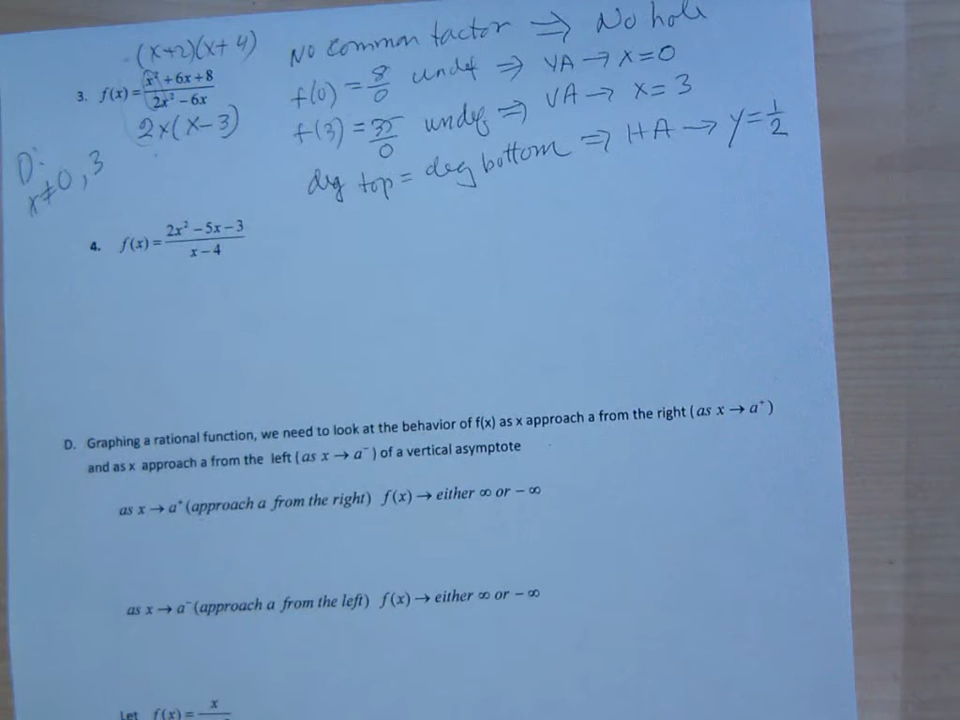 (x+2)(x+4)
3. f(x) = x² + 6x + 8 / 2x² − 6x
2x(x−3)
D: x≠0, 3
No common factor ⇒ No hole
f(0) = 8/0 undf ⇒ VA → x=0
f(3) = 35/0 undef ⇒ VA → x=3
deg top = deg bottom ⇒ HA → y=1/2
4. f(x) = 2x² − 5x − 3 / x − 4
D. Graphing a rational function, we need to look at the behavior of f(x) as x approach a from the right (as x → a⁺)
and as x approach a from the left (as x → a⁻) of a vertical asymptote
as x → a⁺ (approach a from the right) f(x) → either ∞ or − ∞
as x → a⁻ (approach a from the left) f(x) → either ∞ or − ∞
Let f(x) = x